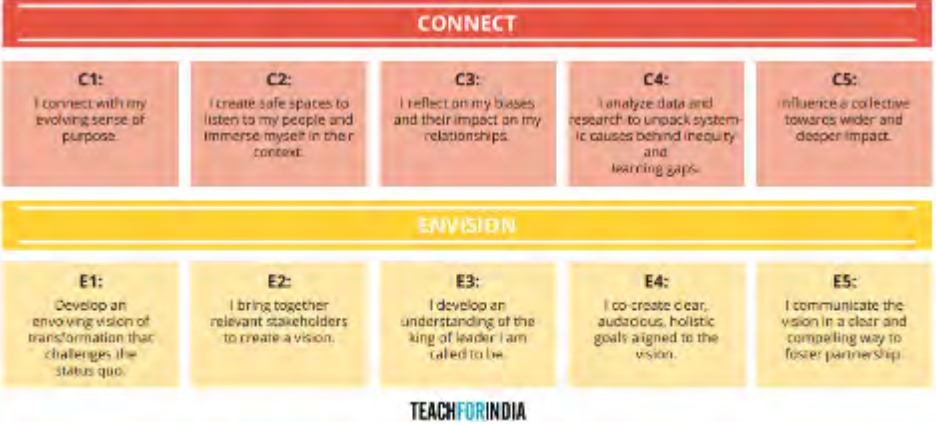 CONNECT
C1:
I connect with my
evolving sense of
purpose.
C2:
I create safe spaces to
listen to my people and
immerse myself in their
context.
C3:
I reflect on my biases
and their impact on my
relationships.
C4:
I analyze data and
research to unpack system-
ic causes behind inequity
and
learning gaps.
C5:
Influence a collective
towards wider and
deeper impact.
ENVISION
E1:
Develop an
envolving vision of
transformation that
challenges the
status quo.
E2:
I bring together
relevant stakeholders
to create a vision.
E3:
I develop an
understanding of the
king of leader I am
called to be.
E4:
I co-create clear,
audacious, holistic
goals aligned to the
vision.
E5:
I communicate the
vision in a clear and
compelling way to
foster partnership.
TEACHFORINDIA